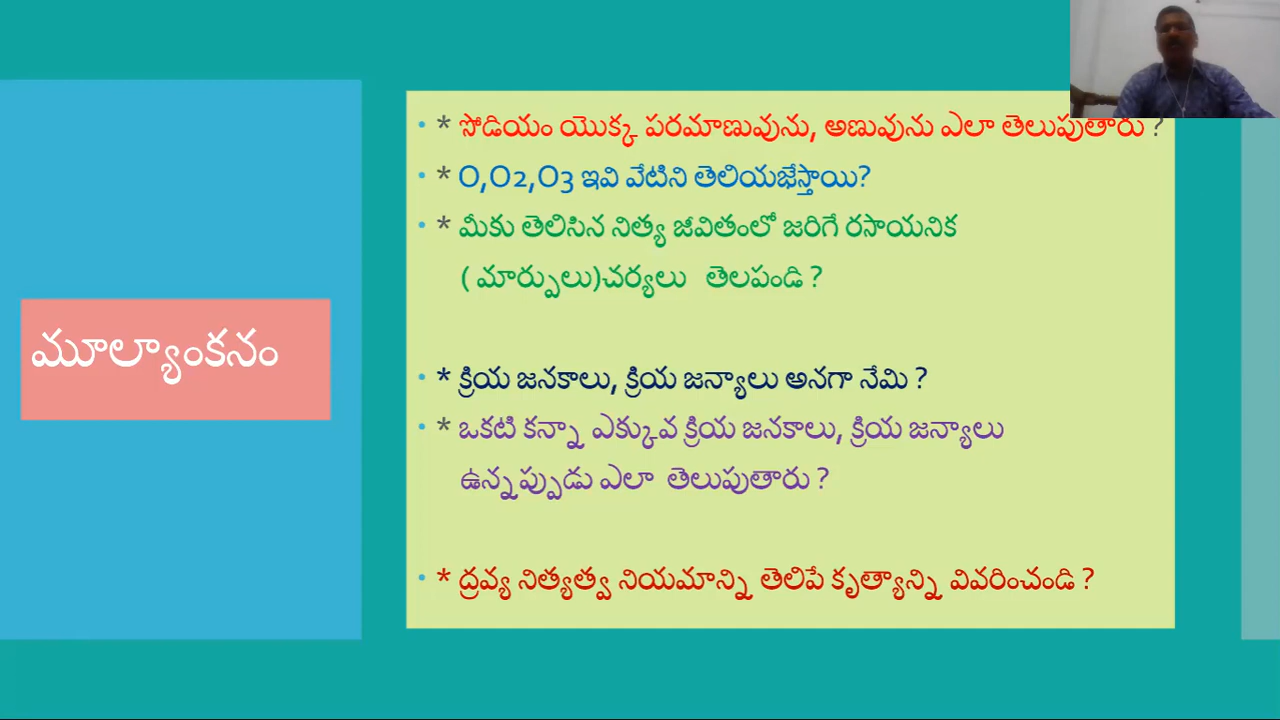 మూల్యాంకనం
* సోడియం యొక్క పరమాణువును, అణువును ఎలా తెలుపుతారు ?
* O,O2,O3 ఇవి వేటిని తెలియజేస్తాయి?
* మీకు తెలిసిన నిత్య జీవితంలో జరిగే రసాయనిక
( మార్పులు)చర్యలు తెలపండి ?
* క్రియ జనకాలు, క్రియ జన్యాలు అనగా నేమి ?
* ఒకటి కన్నా ఎక్కువ క్రియ జనకాలు, క్రియ జన్యాలు
ఉన్నప్పుడు ఎలా తెలుపుతారు ?
* ద్రవ్య నిత్యత్వ నియమాన్ని తెలిపే కృత్యాన్ని వివరించండి ?